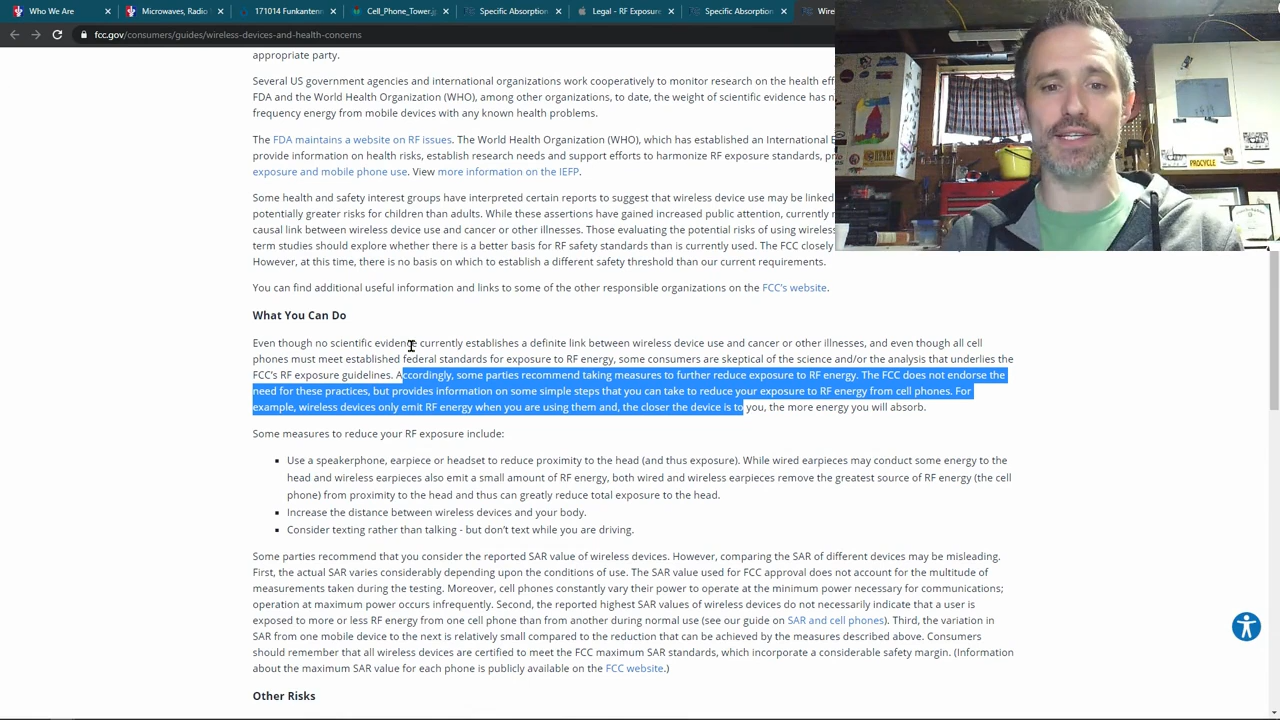 Who We Are
Microwaves, Radio
171014 Funkanten
Cell_Phone_Tower.j
Specific Absorption
Legal - RF Exposure
Specific Absorption
Wire
fcc.gov/consumers/guides/wireless-devices-and-health-concerns
appropriate party.
Several US government agencies and international organizations work cooperatively to monitor research on the health eff
FDA and the World Health Organization (WHO), among other organizations, to date, the weight of scientific evidence has n
frequency energy from mobile devices with any known health problems.
The FDA maintains a website on RF issues. The World Health Organization (WHO), which has established an International E
provide information on health risks, establish research needs and support efforts to harmonize RF exposure standards, pr
exposure and mobile phone use. View more information on the IEFP.
Some health and safety interest groups have interpreted certain reports to suggest that wireless device use may be linked
potentially greater risks for children than adults. While these assertions have gained increased public attention, currently n
causal link between wireless device use and cancer or other illnesses. Those evaluating the potential risks of using wireless
term studies should explore whether there is a better basis for RF safety standards than is currently used. The FCC closely
However, at this time, there is no basis on which to establish a different safety threshold than our current requirements.
You can find additional useful information and links to some of the other responsible organizations on the FCC's website.
What You Can Do
Even though no scientific evidence currently establishes a definite link between wireless device use and cancer or other illnesses, and even though all cell
phones must meet established federal standards for exposure to RF energy, some consumers are skeptical of the science and/or the analysis that underlies the
FCC's RF exposure guidelines. Accordingly, some parties recommend taking measures to further reduce exposure to RF energy. The FCC does not endorse the
need for these practices, but provides information on some simple steps that you can take to reduce your exposure to RF energy from cell phones. For
example, wireless devices only emit RF energy when you are using them and, the closer the device is to you, the more energy you will absorb.
Some measures to reduce your RF exposure include:
Use a speakerphone, earpiece or headset to reduce proximity to the head (and thus exposure). While wired earpieces may conduct some energy to the
head and wireless earpieces also emit a small amount of RF energy, both wired and wireless earpieces remove the greatest source of RF energy (the cell
phone) from proximity to the head and thus can greatly reduce total exposure to the head.
Increase the distance between wireless devices and your body.
Consider texting rather than talking - but don't text while you are driving.
Some parties recommend that you consider the reported SAR value of wireless devices. However, comparing the SAR of different devices may be misleading.
First, the actual SAR varies considerably depending upon the conditions of use. The SAR value used for FCC approval does not account for the multitude of
measurements taken during the testing. Moreover, cell phones constantly vary their power to operate at the minimum power necessary for communications;
operation at maximum power occurs infrequently. Second, the reported highest SAR values of wireless devices do not necessarily indicate that a user is
exposed to more or less RF energy from one cell phone than from another during normal use (see our guide on SAR and cell phones). Third, the variation in
SAR from one mobile device to the next is relatively small compared to the reduction that can be achieved by the measures described above. Consumers
should remember that all wireless devices are certified to meet the FCC maximum SAR standards, which incorporate a considerable safety margin. (Information
about the maximum SAR value for each phone is publicly available on the FCC website.)
Other Risks
PROCYCLE